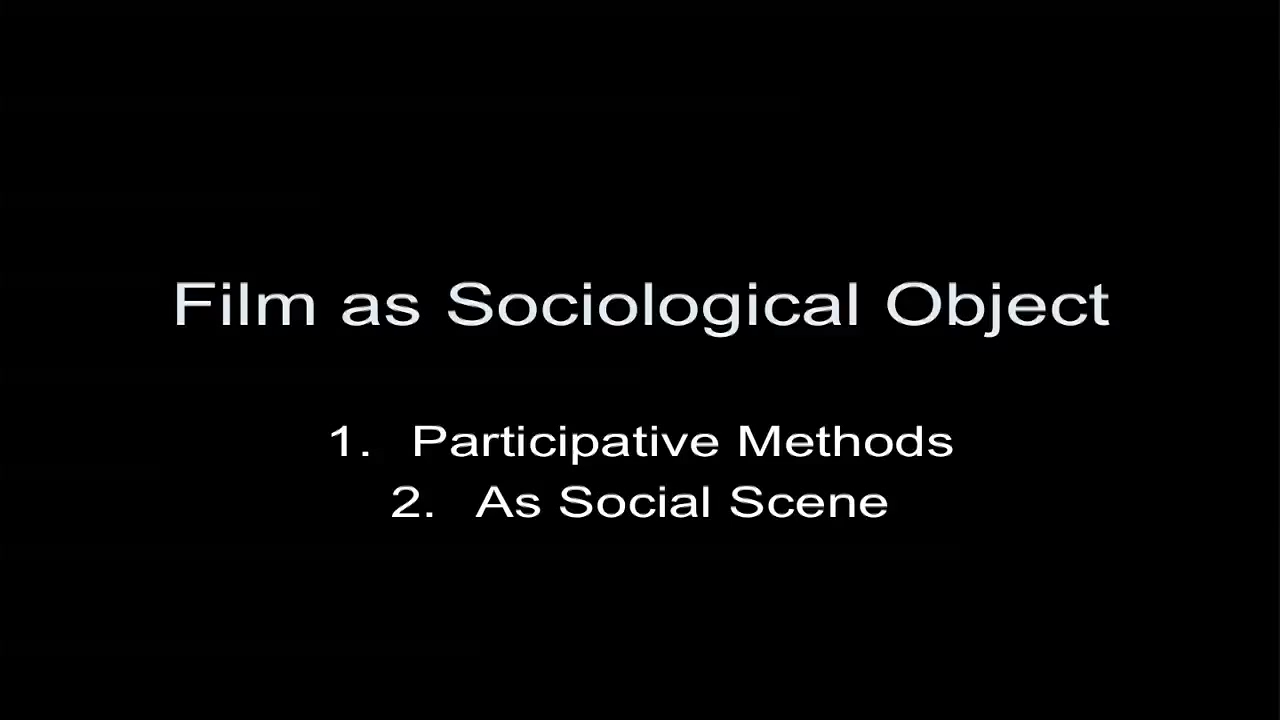 Film as Sociological Object
1. Participative Methods
2. As Social Scene